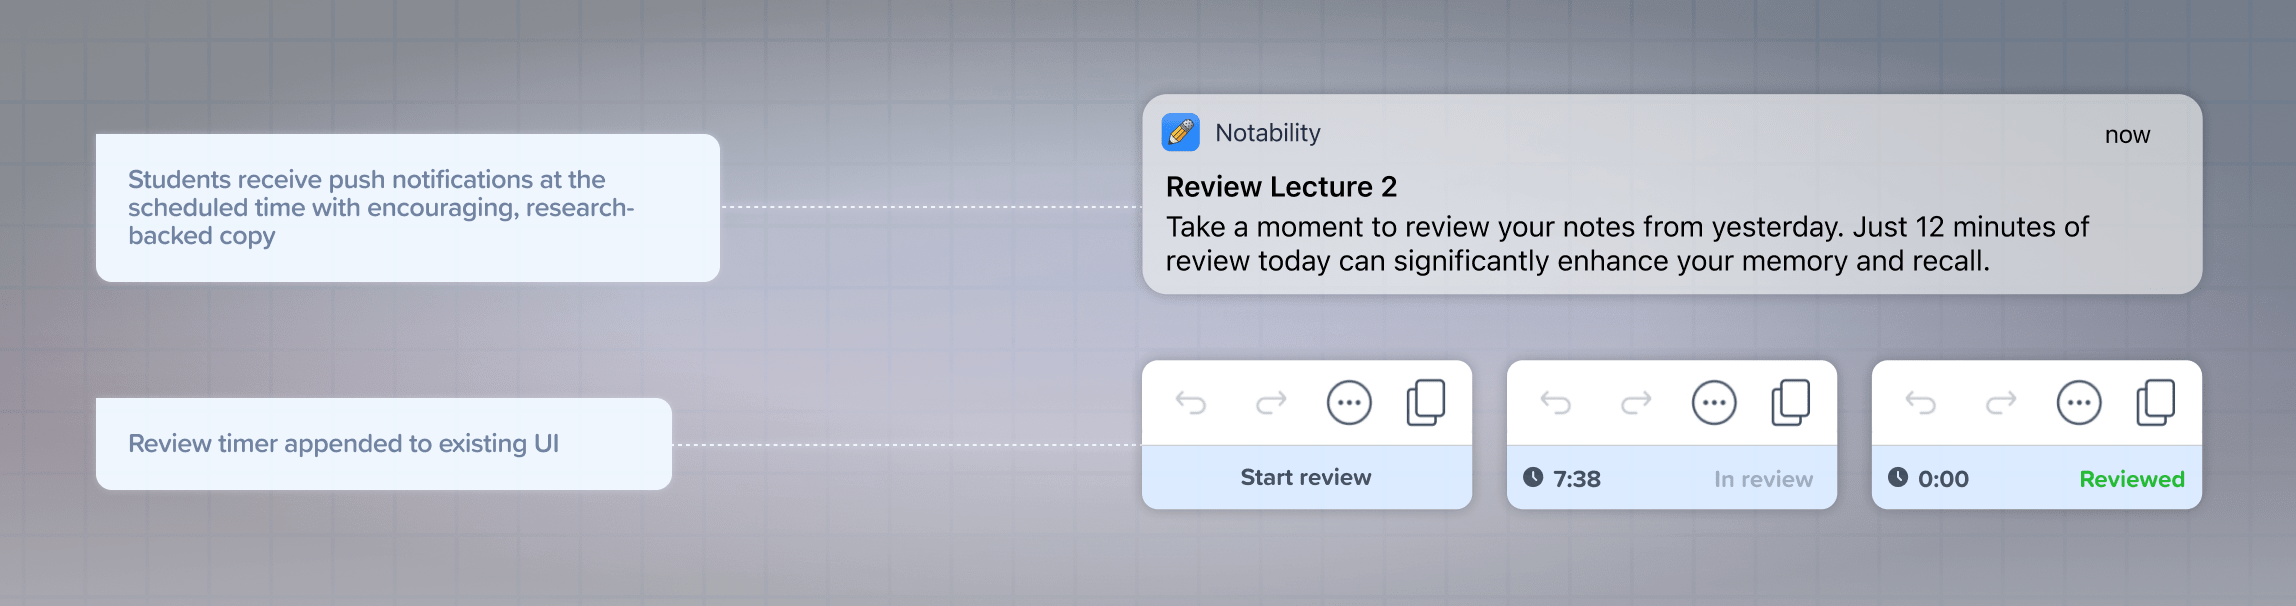 Students receive push notifications at the
scheduled time with encouraging, research-
backed copy
Notability
now
Review Lecture 2
Take a moment to review your notes from yesterday. Just 12 minutes of
review today can significantly enhance your memory and recall.
Review timer appended to existing UI
Start review
7:38
In review
0:00
Reviewed